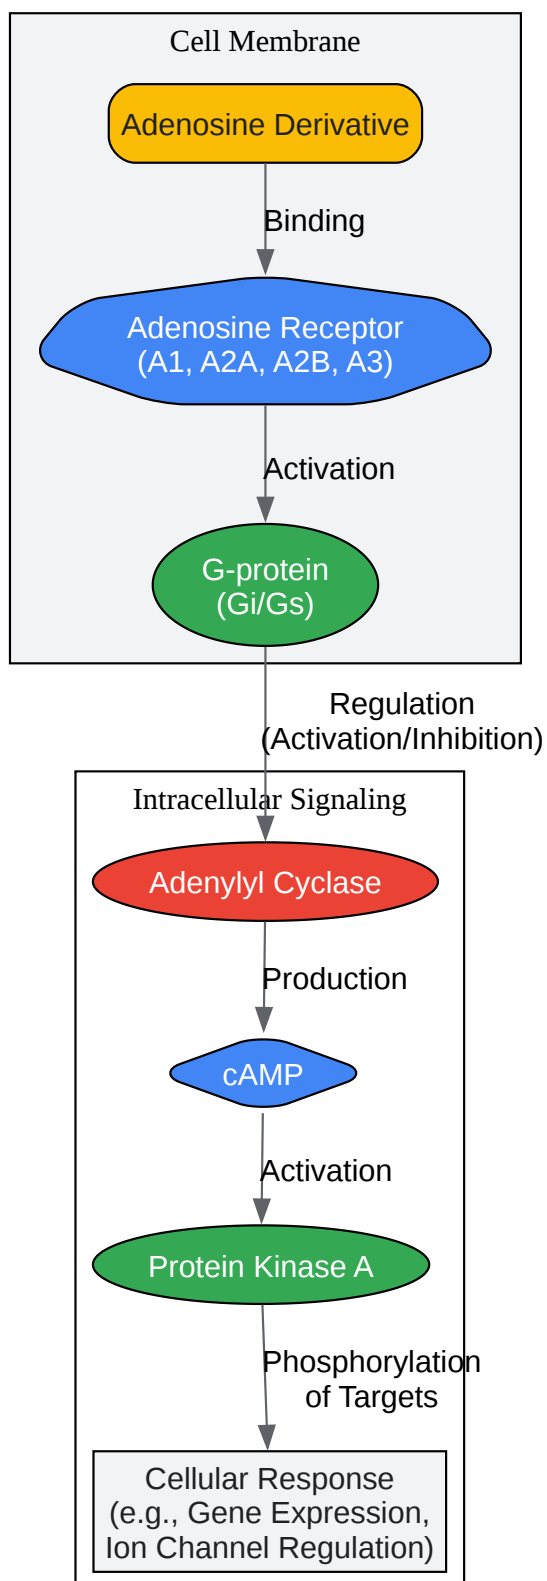 Cell Membrane
Adenosine Derivative
Binding
Adenosine Receptor
(A1, A2A, A2B, A3)
Activation
G-protein
(Gi/Gs)
Regulation
(Activation/Inhibition)
Intracellular Signaling
Adenylyl Cyclase
Production
cAMP
Activation
Protein Kinase A
Phosphorylation
of Targets
Cellular Response
(e.g., Gene Expression,
Ion Channel Regulation)